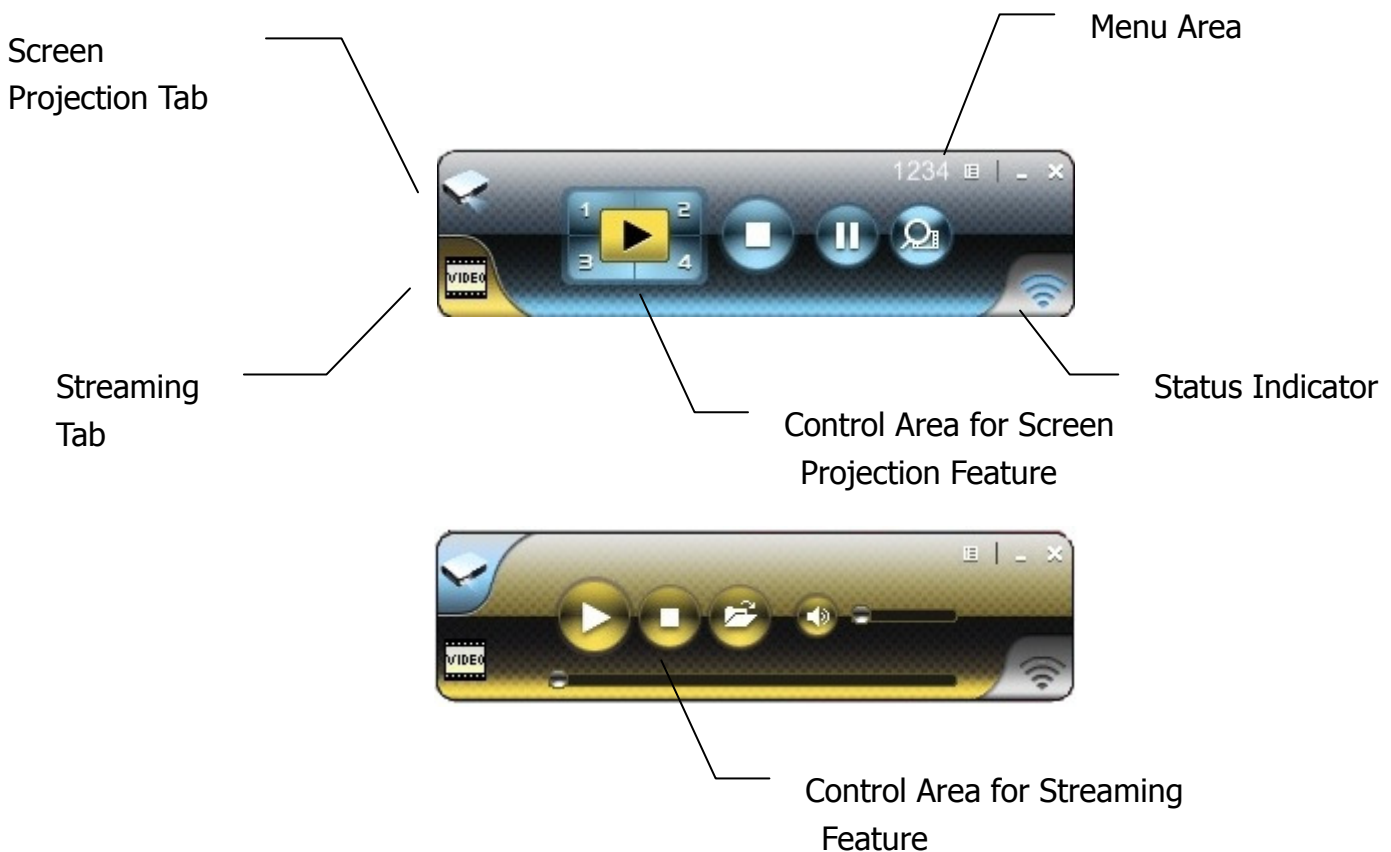 Menu Area
Screen
Projection Tab
1234
1 2
3 4
VIDEO
Streaming
Tab
Status Indicator
Control Area for Screen
Projection Feature
VIDEO
Control Area for Streaming
Feature